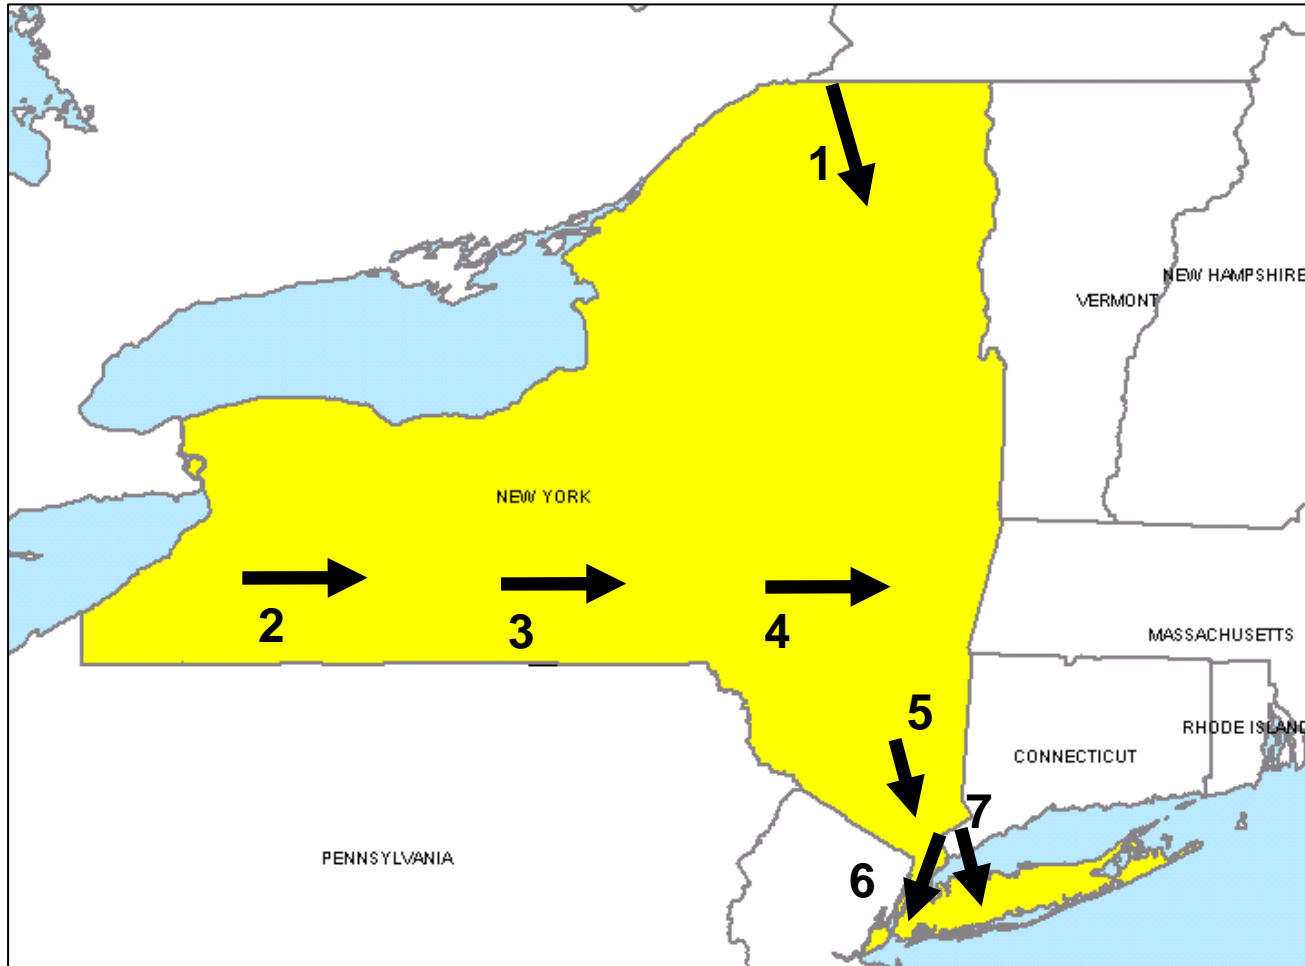 1
NEW HAMPSHIRE
VERMONT
NEW YORK
2
3
4
MASSACHUSETTS
5
RHODE ISLAND
CONNECTICUT
7
PENNSYLVANIA
6